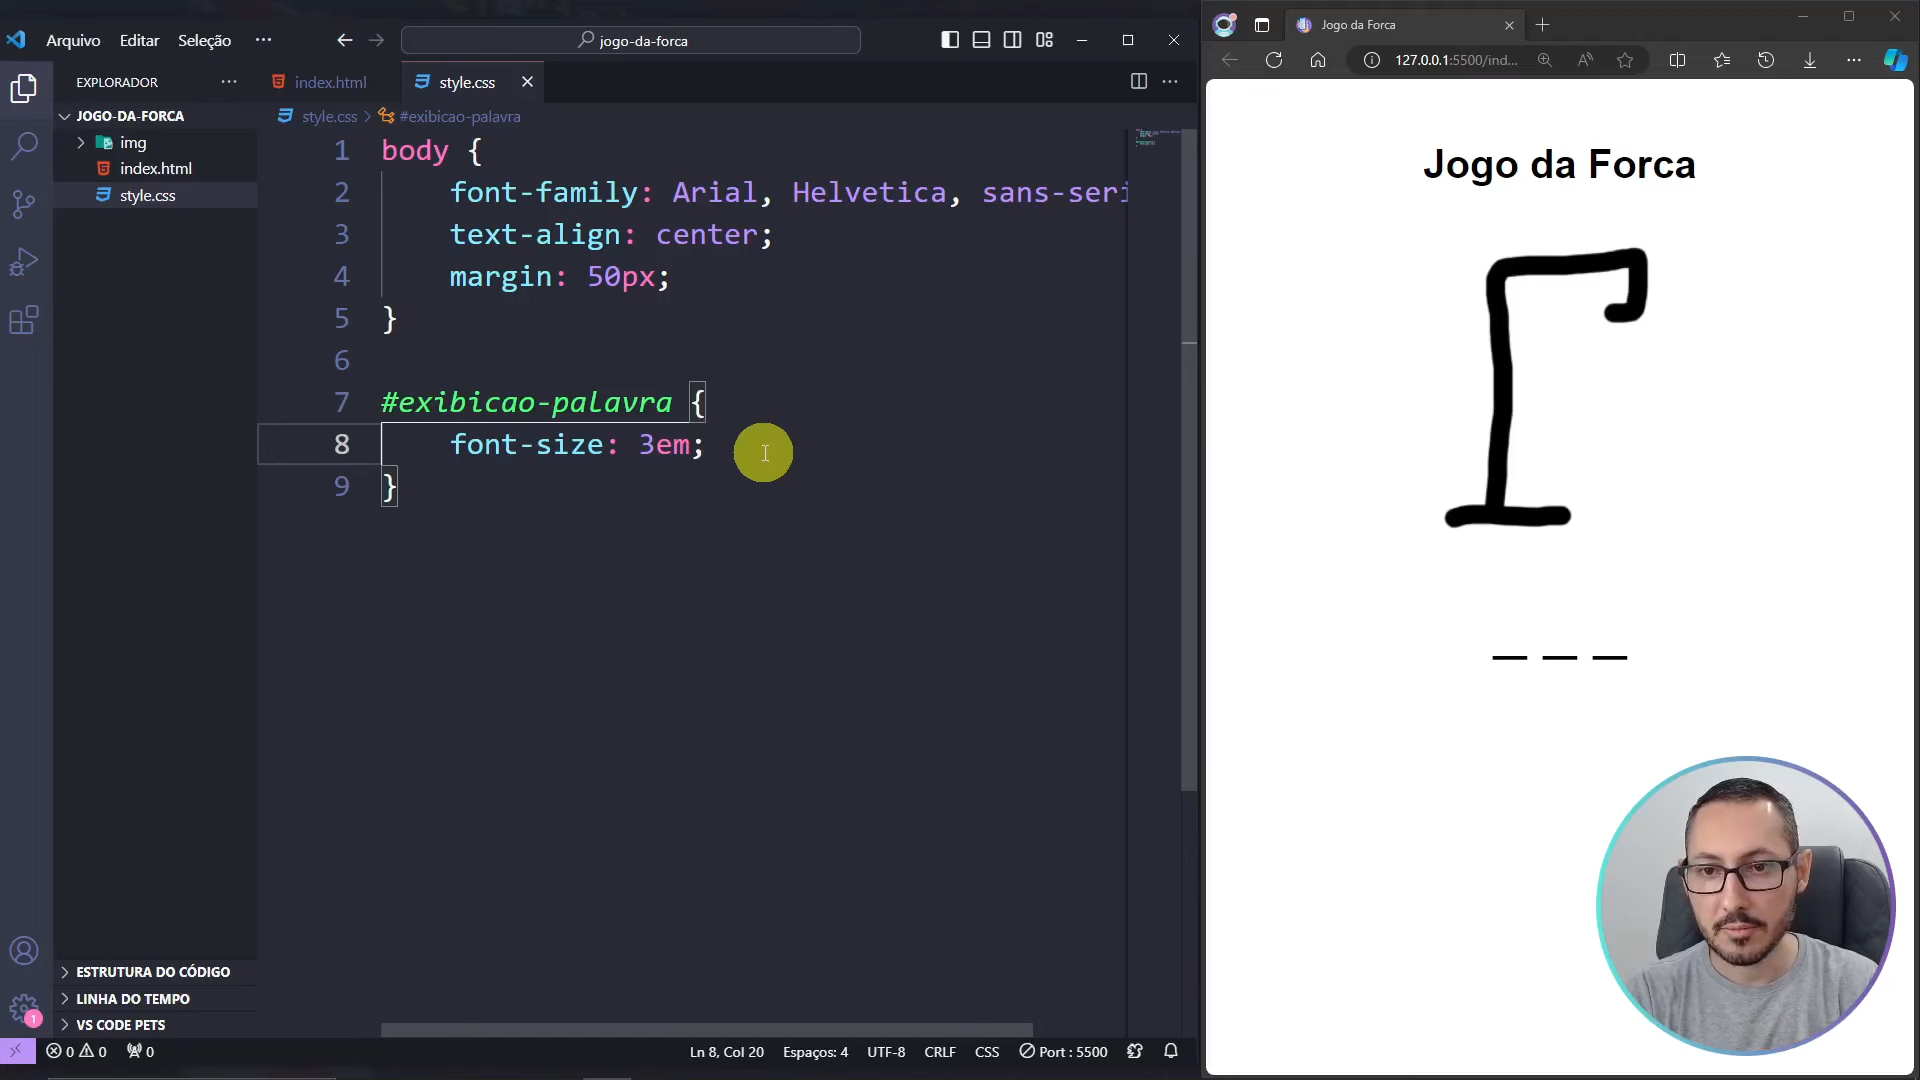 Arquivo Editar Seleção ···
jogo-da-forca
EXPLORADOR ···
JOGO-DA-FORCA
img
index.html
style.css
ESTRUTURA DO CÓDIGO
LINHA DO TEMPO
VS CODE PETS
1
index.html
style.css
style.css > #exibicao-palavra
1 body {
2 font-family: Arial, Helvetica, sans-seri
3 text-align: center;
4 margin: 50px;
5 }
6
7 #exibicao-palavra {
8 font-size: 3em;
9 }
0 0 0 Ln 8, Col 20 Espaços: 4 UTF-8 CRLF CSS Port : 5500
Jogo da Forca
127.0.0.1:5500/ind...
Jogo da Forca
_ _ _